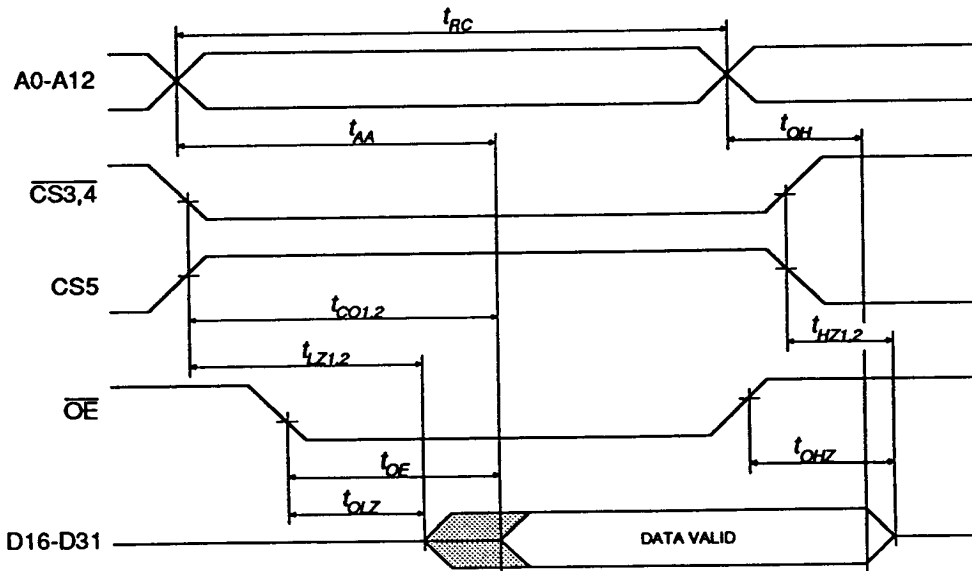 t_RC
A0-A12
t_AA
t_OH
CS3,4
CS5
t_CO1,2
t_HZ1,2
t_LZ1,2
OE
t_OE
t_OHZ
t_OLZ
D16-D31
DATA VALID